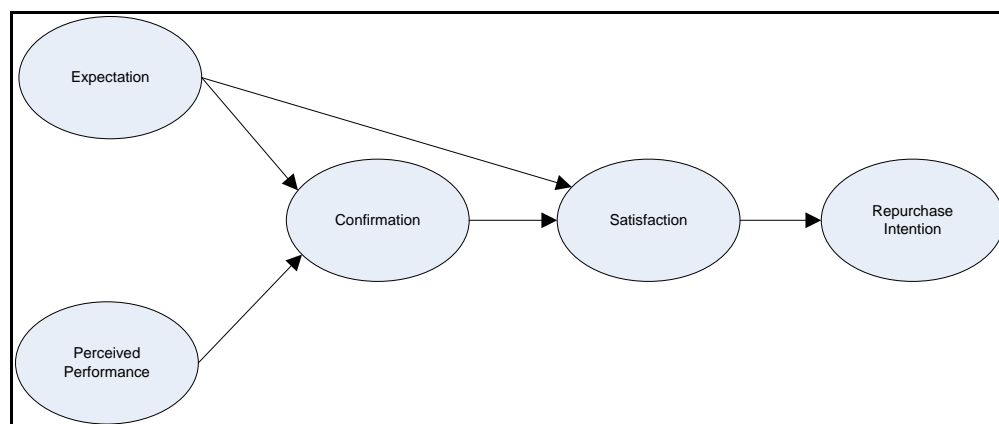 Expectation
Confirmation
Satisfaction
Repurchase
Intention
Perceived
Performance